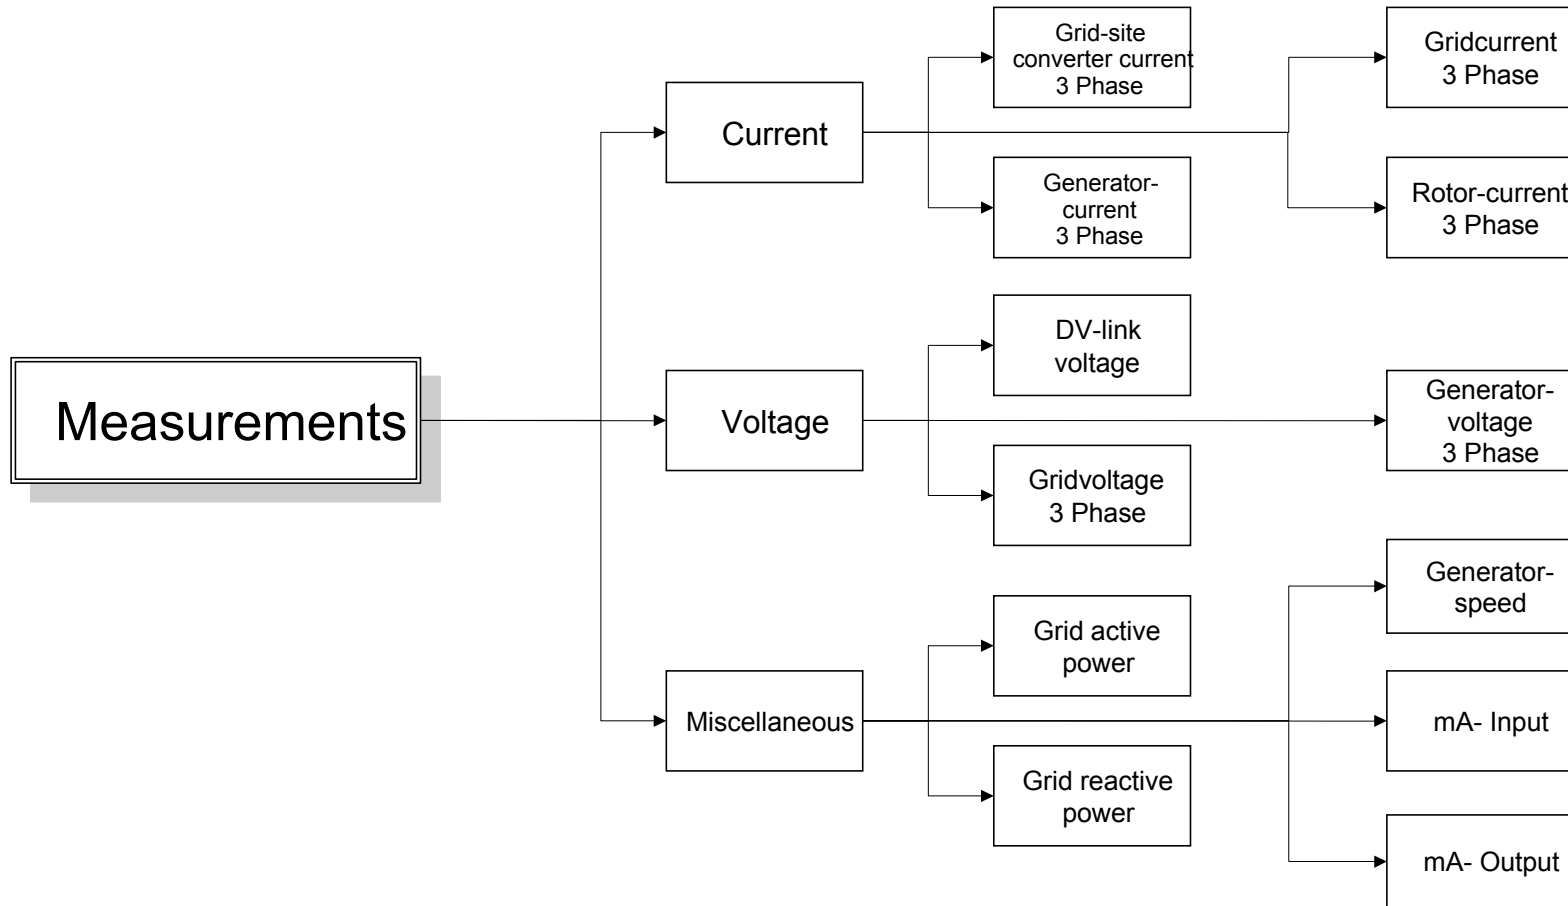 Measurements
Current
Grid-site
converter current
3 Phase
Generator-
current
3 Phase
Gridcurrent
3 Phase
Rotor-current
3 Phase
Voltage
DV-link
voltage
Gridvoltage
3 Phase
Generator-
voltage
3 Phase
Miscellaneous
Grid active
power
Grid reactive
power
Generator-
speed
mA- Input
mA- Output